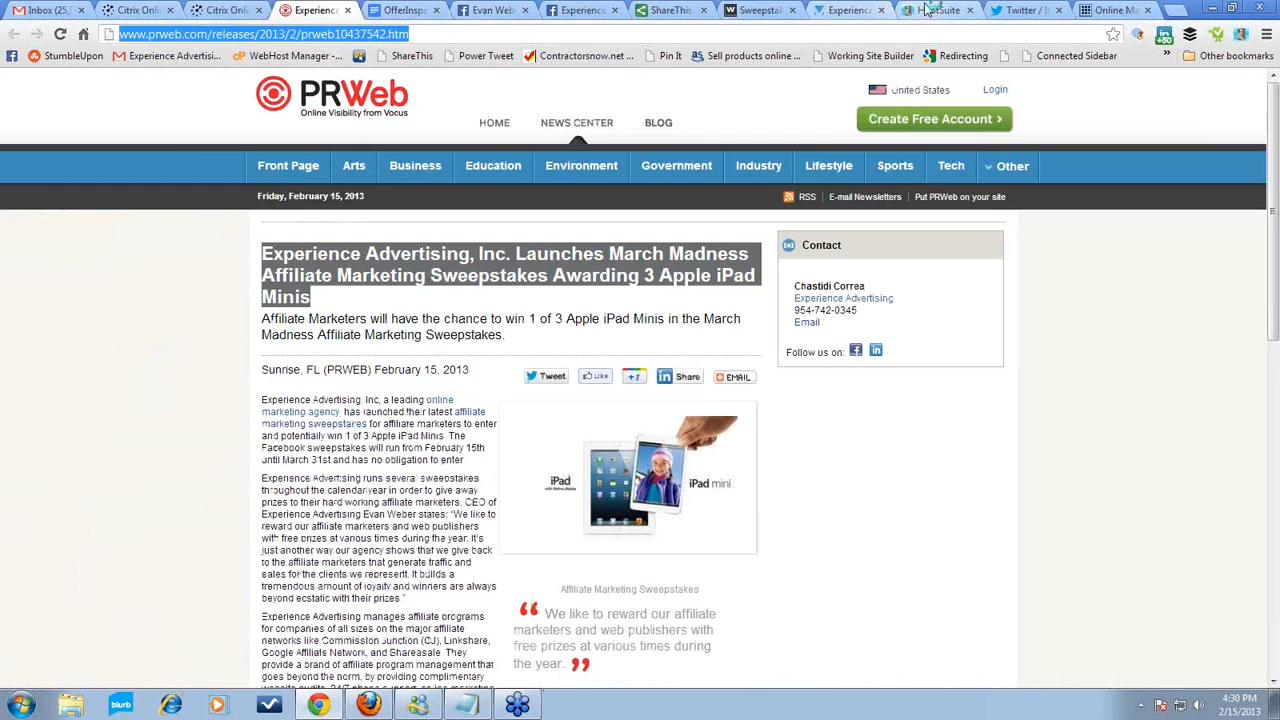 Inbox (25,5
Citrix Onli
Citrix Onli
Experience
OfferInspe
Evan Webe
Experience
ShareThis
Sweepstak
Experience
HootSuite
Twitter / I
Online Ma
www.prweb.com/releases/2013/2/prweb10437542.htm
StumbleUpon
Experience Advertisi...
WebHost Manager -...
ShareThis
Power Tweet
Contractorsnow.net ...
Pin It
Sell products online ...
Working Site Builder
Redirecting
Connected Sidebar
»
Other bookmarks
PRWeb
Online Visibility from Vocus
HOME NEWS CENTER BLOG
United States Login
Create Free Account >
Front Page Arts Business Education Environment Government Industry Lifestyle Sports Tech Other
Friday, February 15, 2013
RSS | E-mail Newsletters | Put PRWeb on your site
Experience Advertising, Inc. Launches March Madness
Affiliate Marketing Sweepstakes Awarding 3 Apple iPad
Minis
Affiliate Marketers will have the chance to win 1 of 3 Apple iPad Minis in the March
Madness Affiliate Marketing Sweepstakes.
Sunrise, FL (PRWEB) February 15, 2013
Tweet Like +1 Share EMAIL
Experience Advertising, Inc, a leading online
marketing agency, has launched their latest affiliate
marketing sweepstakes for affiliate marketers to enter
and potentially win 1 of 3 Apple iPad Minis. The
Facebook sweepstakes will run from February 15th
until March 31st and has no obligation to enter.
Experience Advertising runs several sweepstakes
throughout the calendar year in order to give away
prizes to their hard working affiliate marketers. CEO of
Experience Advertising Evan Weber states: "We like to
reward our affiliate marketers and web publishers
with free prizes at various times during the year. It's
just another way our agency shows that we give back
to the affiliate marketers that generate traffic and
sales for the clients we represent. It builds a
tremendous amount of loyalty and winners are always
beyond ecstatic with their prizes."
Experience Advertising manages affiliate programs
for companies of all sizes on the major affiliate
networks like Commission Junction (CJ), Linkshare,
Google Affiliate Network, and Shareasale. They
provide a brand of affiliate program management that
goes beyond the norm, by providing complimentary
iPad
with Retina display
iPad mini
Affiliate Marketing Sweepstakes
“ We like to reward our affiliate
marketers and web publishers with
free prizes at various times during
the year. ”
Contact
Chastidi Correa
Experience Advertising
954-742-0345
Email
Follow us on:
blurb
4:30 PM
2/15/2013